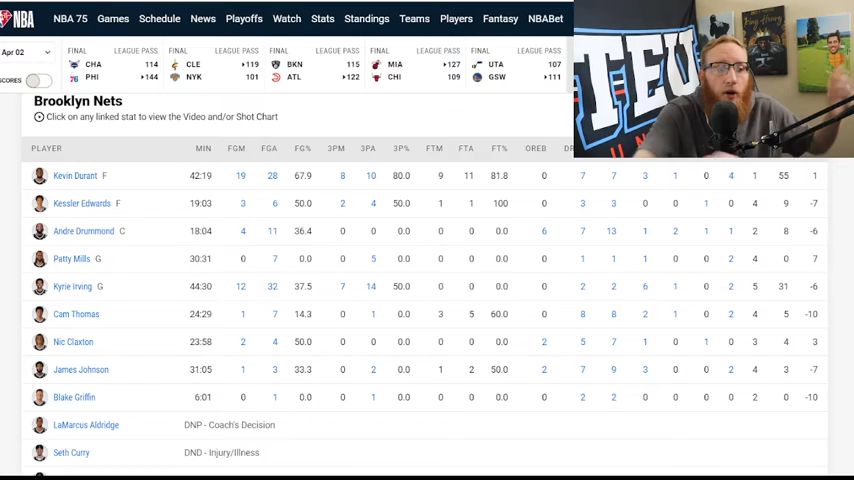 NBA NBA 75 Games Schedule News Playoffs Watch Stats Standings Teams Players Fantasy NBABet
Apr 02
SCORES
FINAL LEAGUE PASS FINAL LEAGUE PASS FINAL LEAGUE PASS FINAL LEAGUE PASS FINAL LEAGUE PASS
CHA 114 CLE 119 BKN 115 MIA 127 UTA 107
PHI 144 NYK 101 ATL 122 CHI 109 GSW 111
TEU
Brooklyn Nets
Click on any linked stat to view the Video and/or Shot Chart
PLAYER MIN FGM FGA FG% 3PM 3PA 3P% FTM FTA FT% OREB
Kevin Durant F 42:19 19 28 67.9 8 10 80.0 9 11 81.8 0 7 7 3 1 0 4 1 55 1
Kessler Edwards F 19:03 3 6 50.0 2 4 50.0 1 1 100 0 3 3 0 0 1 0 4 9 -7
Andre Drummond C 18:04 4 11 36.4 0 0 0.0 0 0 0.0 6 7 13 1 2 1 1 2 8 -6
Patty Mills G 30:31 0 7 0.0 0 5 0.0 0 0 0.0 0 1 1 1 0 0 2 4 0 7
Kyrie Irving G 44:30 12 32 37.5 7 14 50.0 0 0 0.0 0 2 2 6 1 0 2 5 31 -6
Cam Thomas 24:29 1 7 14.3 0 1 0.0 3 5 60.0 0 8 8 2 1 0 2 4 5 -10
Nic Claxton 23:58 2 4 50.0 0 0 0.0 0 0 0.0 2 5 7 1 0 1 0 3 4 3
James Johnson 31:05 1 3 33.3 0 2 0.0 1 2 50.0 2 7 9 3 0 0 2 4 3 -7
Blake Griffin 6:01 0 1 0.0 0 1 0.0 0 0 0.0 0 2 2 0 0 0 0 2 0 -10
LaMarcus Aldridge DNP - Coach's Decision
Seth Curry DND - Injury/Illness